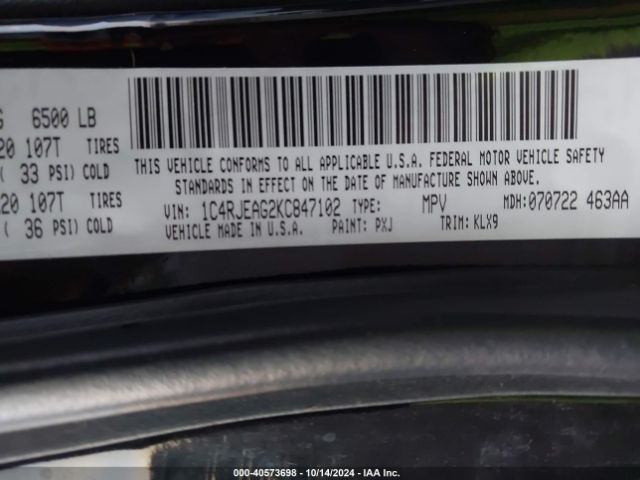 G 6500 LB
20 107T TIRES
( 33 PSI) COLD
R20 107T TIRES
( 36 PSI) COLD
THIS VEHICLE CONFORMS TO ALL APPLICABLE U.S.A. FEDERAL MOTOR VEHICLE SAFETY
STANDARDS IN EFFECT ON THE DATE OF MANUFACTURE SHOWN ABOVE.
VIN: 1C4RJEAG2KC847102 TYPE: MPV MDH:070722 463AA
VEHICLE MADE IN U.S.A. PAINT: PXJ TRIM: KLX9
000-40573698 - 10/14/2024 - IAA Inc.